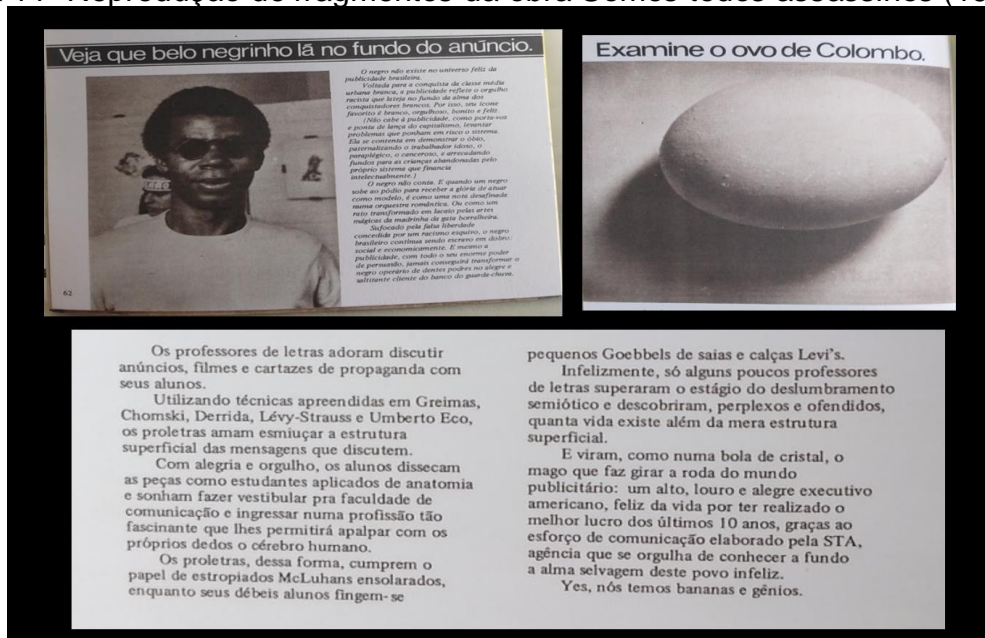 Reprodução de fragmentos da obra Somos todos assassinos
Veja que belo negrinho lã no fundo do anúncio.
O negro não existe no universo feliz da
publicidade brasileira.
Voltada para a conquista da classe média
urbana branca, a publicidade reflete o orgulho
racista que lateja no fundo da alma dos
conquistadores brancos. Por isso, seu ícone
favorito é branco, orgulhoso, bonito e feliz.
(Não cabe à publicidade, como porta-voz
e ponta de lança do capitalismo, levantar
problemas que ponham em risco o sistema.
Ela se contenta em demonstrar o óbio,
paternalizando o trabalhador idoso, o
paraplégico, o canceroso, e arrecadando
fundos para as crianças abandonadas pelo
próprio sistema que financia
intelectualmente.)
O negro não conta. E quando um negro
sobe ao pódio para receber a glória de atuar
como modelo, é como uma nota desafinada
numa orquestra romântica. Ou como um
rato transformado em lacaio pelas artes
mágicas da madrinha da gata borralheira.
Sufocado pela falsa liberdade
concedida por um racismo esquivo, o negro
brasileiro continua sendo escravo em dobro:
social e economicamente. E mesmo a
publicidade, com todo o seu enorme poder
de persuasão, jamais conseguirá transformar o
negro operário de dentes podres no alegre e
saltitante cliente do banco do guarda-chuva.
62
Examine o ovo de Colombo.
Os professores de letras adoram discutir
anúncios, filmes e cartazes de propaganda com
seus alunos.
Utilizando técnicas apreendidas em Greimas,
Chomski, Derrida, Lévy-Strauss e Umberto Eco,
os proletras amam esmiuçar a estrutura
superficial das mensagens que discutem.
Com alegria e orgulho, os alunos dissecam
as peças como estudantes aplicados de anatomia
e sonham fazer vestibular pra faculdade de
comunicação e ingressar numa profissão tão
fascinante que lhes permitirá apalpar com os
próprios dedos o cérebro humano.
Os proletras, dessa forma, cumprem o
papel de estropiados McLuhans ensolarados,
enquanto seus débeis alunos fingem-se
pequenos Goebbels de saias e calças Levi's.
Infelizmente, só alguns poucos professores
de letras superaram o estágio do deslumbramento
semiótico e descobriram, perplexos e ofendidos,
quanta vida existe além da mera estrutura
superficial.
E viram, como numa bola de cristal, o
mago que faz girar a roda do mundo
publicitário: um alto, louro e alegre executivo
americano, feliz da vida por ter realizado o
melhor lucro dos últimos 10 anos, graças ao
esforço de comunicação elaborado pela STA,
agência que se orgulha de conhecer a fundo
a alma selvagem deste povo infeliz.
Yes, nós temos bananas e gênios.